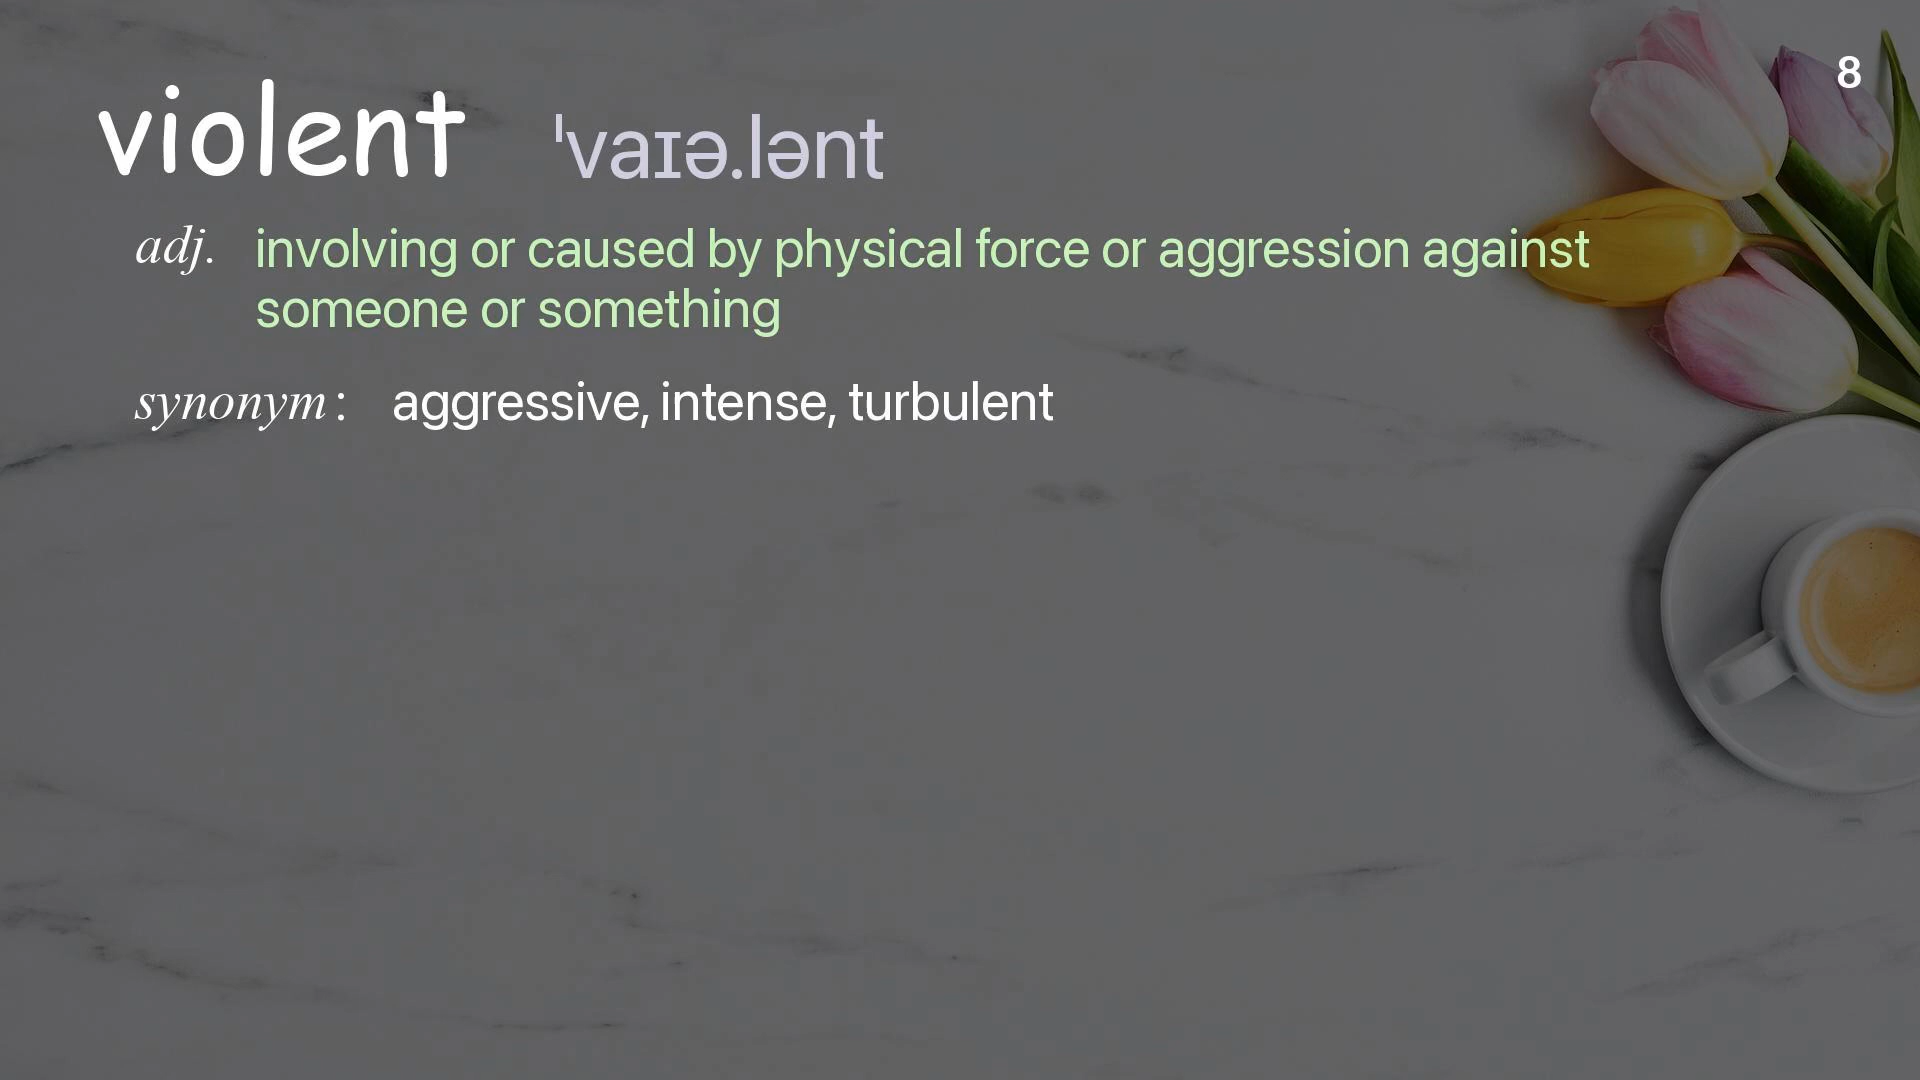 8
violent ˈvaɪə.lənt
adj. involving or caused by physical force or aggression against
someone or something
synonym : aggressive, intense, turbulent